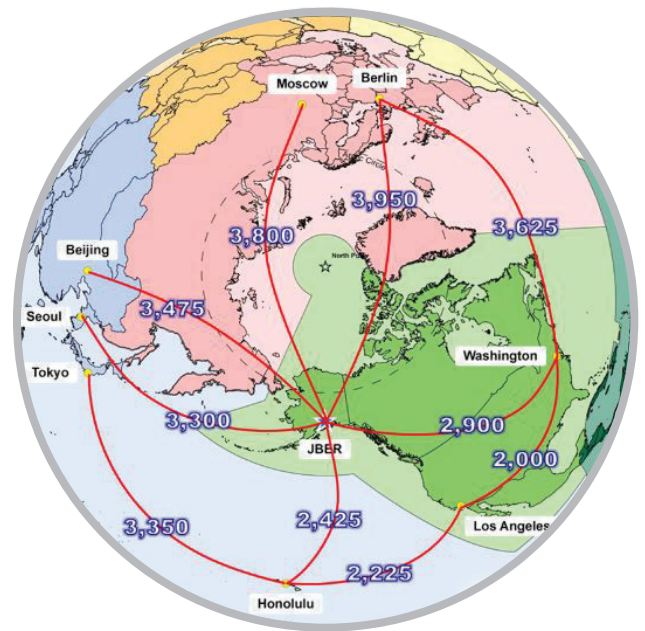 Moscow
Berlin
Circle
3,950
3,625
3,800
Beijing
North
3,475
Seoul
Washington
Tokyo
3,300
2,900
JBER
2,000
2,425
3,350
Los Angeles
2,225
Honolulu